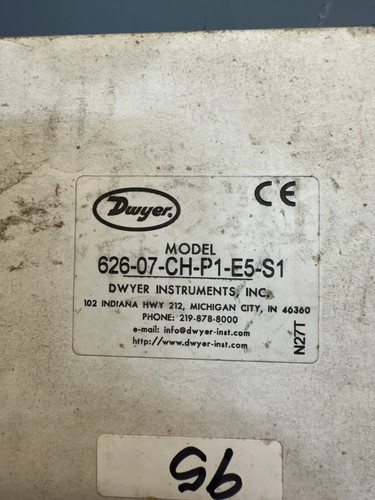 Dwyer.
CE
MODEL
626-07-CH-P1-E5-S1
DWYER INSTRUMENTS, INC.
102 INDIANA HWY 212, MICHIGAN CITY, IN 46360
PHONE: 219-878-8000
e-mail: info@dwyer-inst.com
http://www.dwyer-inst.com
N27T
95